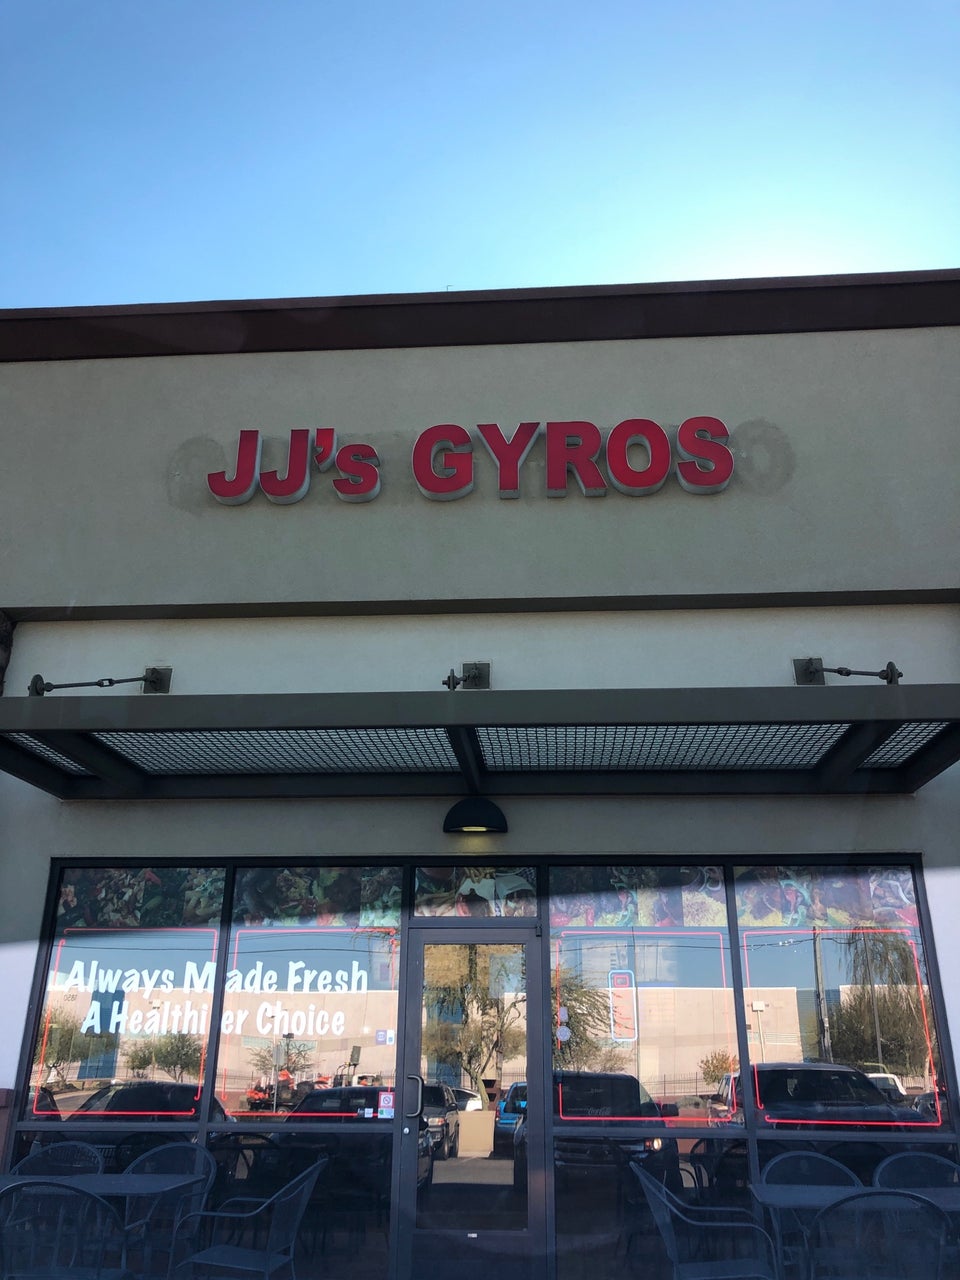 JJ's GYROS
Always Made Fresh
A Healthier Choice